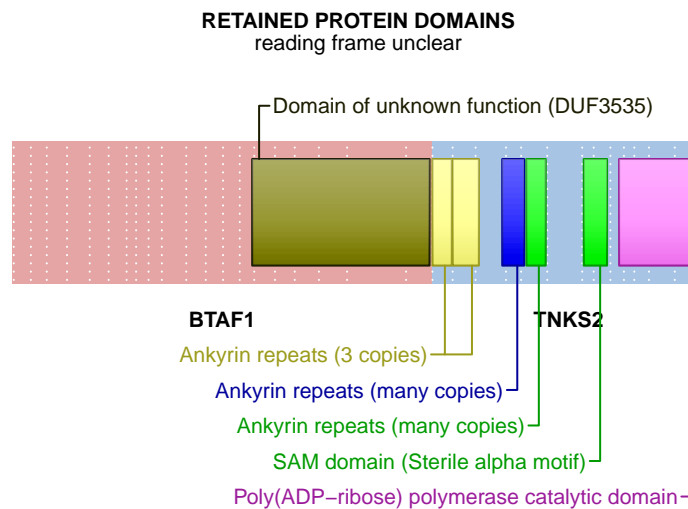 RETAINED PROTEIN DOMAINS
reading frame unclear
Domain of unknown function (DUF3535)
BTAF1
TNKS2
Ankyrin repeats (3 copies)
Ankyrin repeats (many copies)
Ankyrin repeats (many copies)
SAM domain (Sterile alpha motif)
Poly(ADP−ribose) polymerase catalytic domain